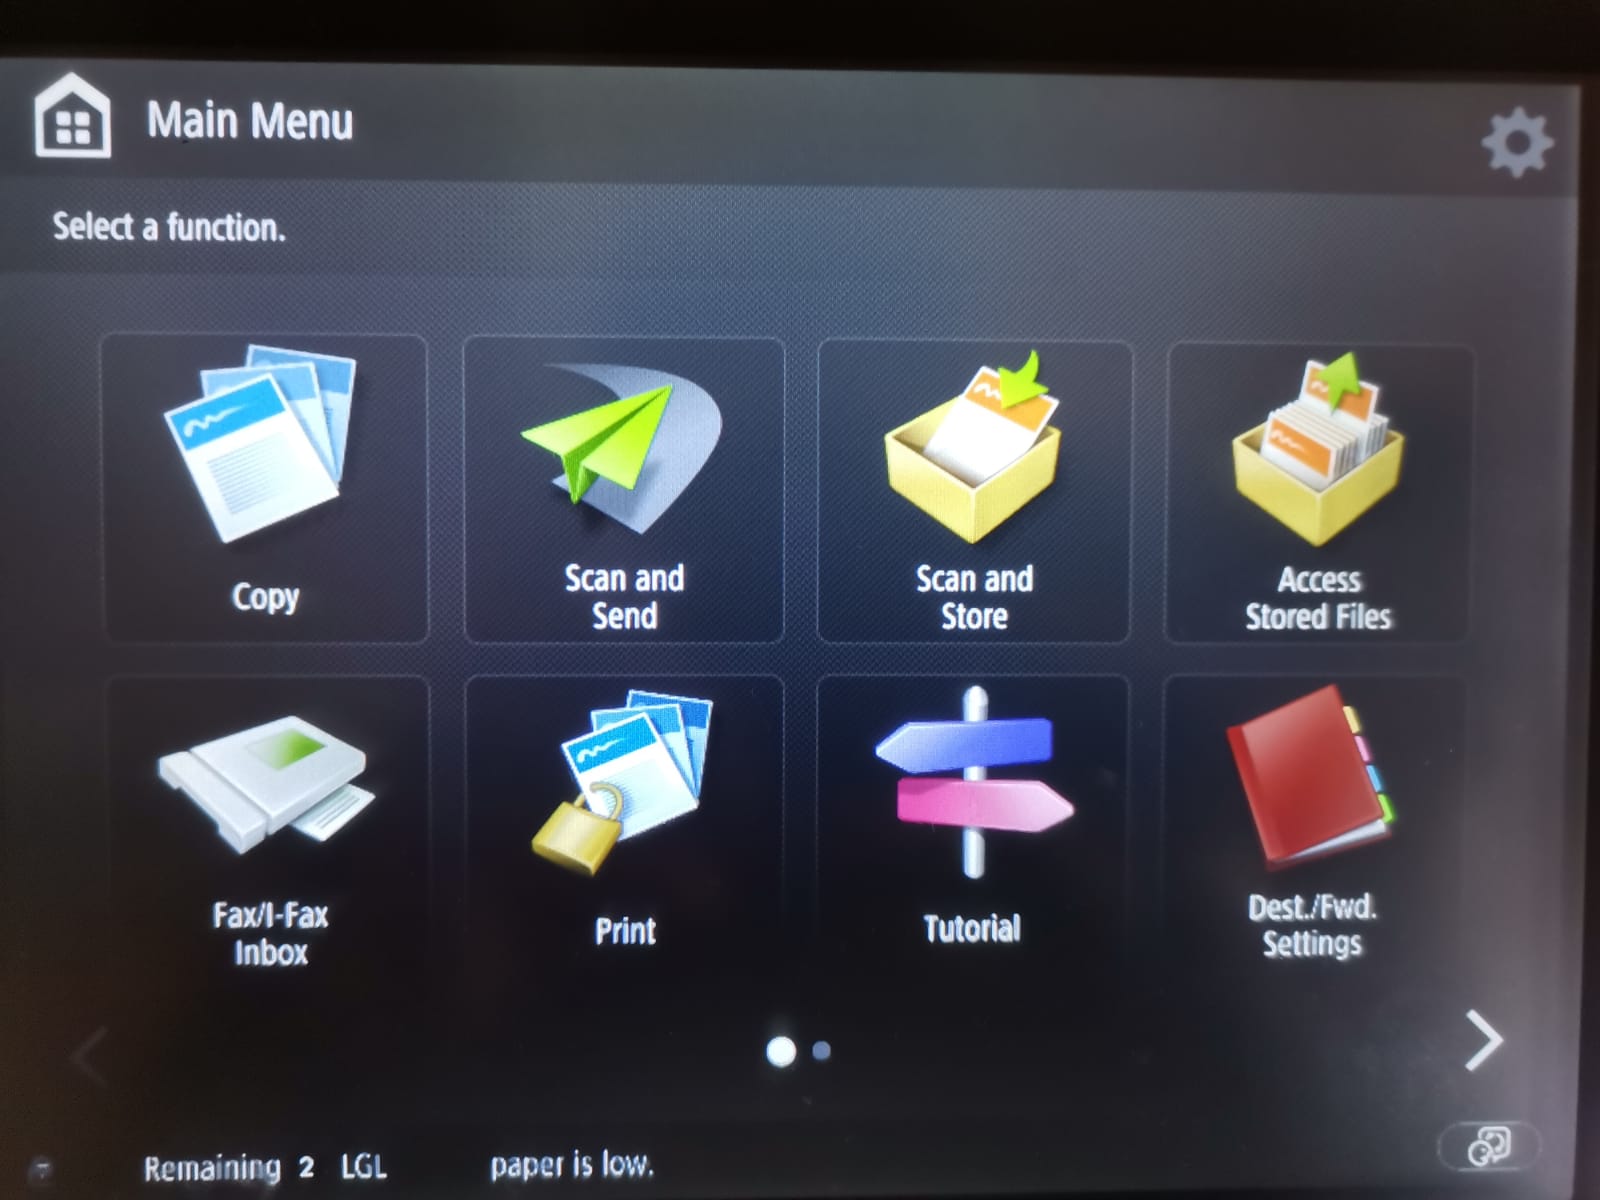 Main Menu
Select a function.
Copy
Scan and
Send
Scan and
Store
Access
Stored Files
Fax/I-Fax
Inbox
Print
Tutorial
Dest./Fwd.
Settings
Remaining 2 LGL paper is low.